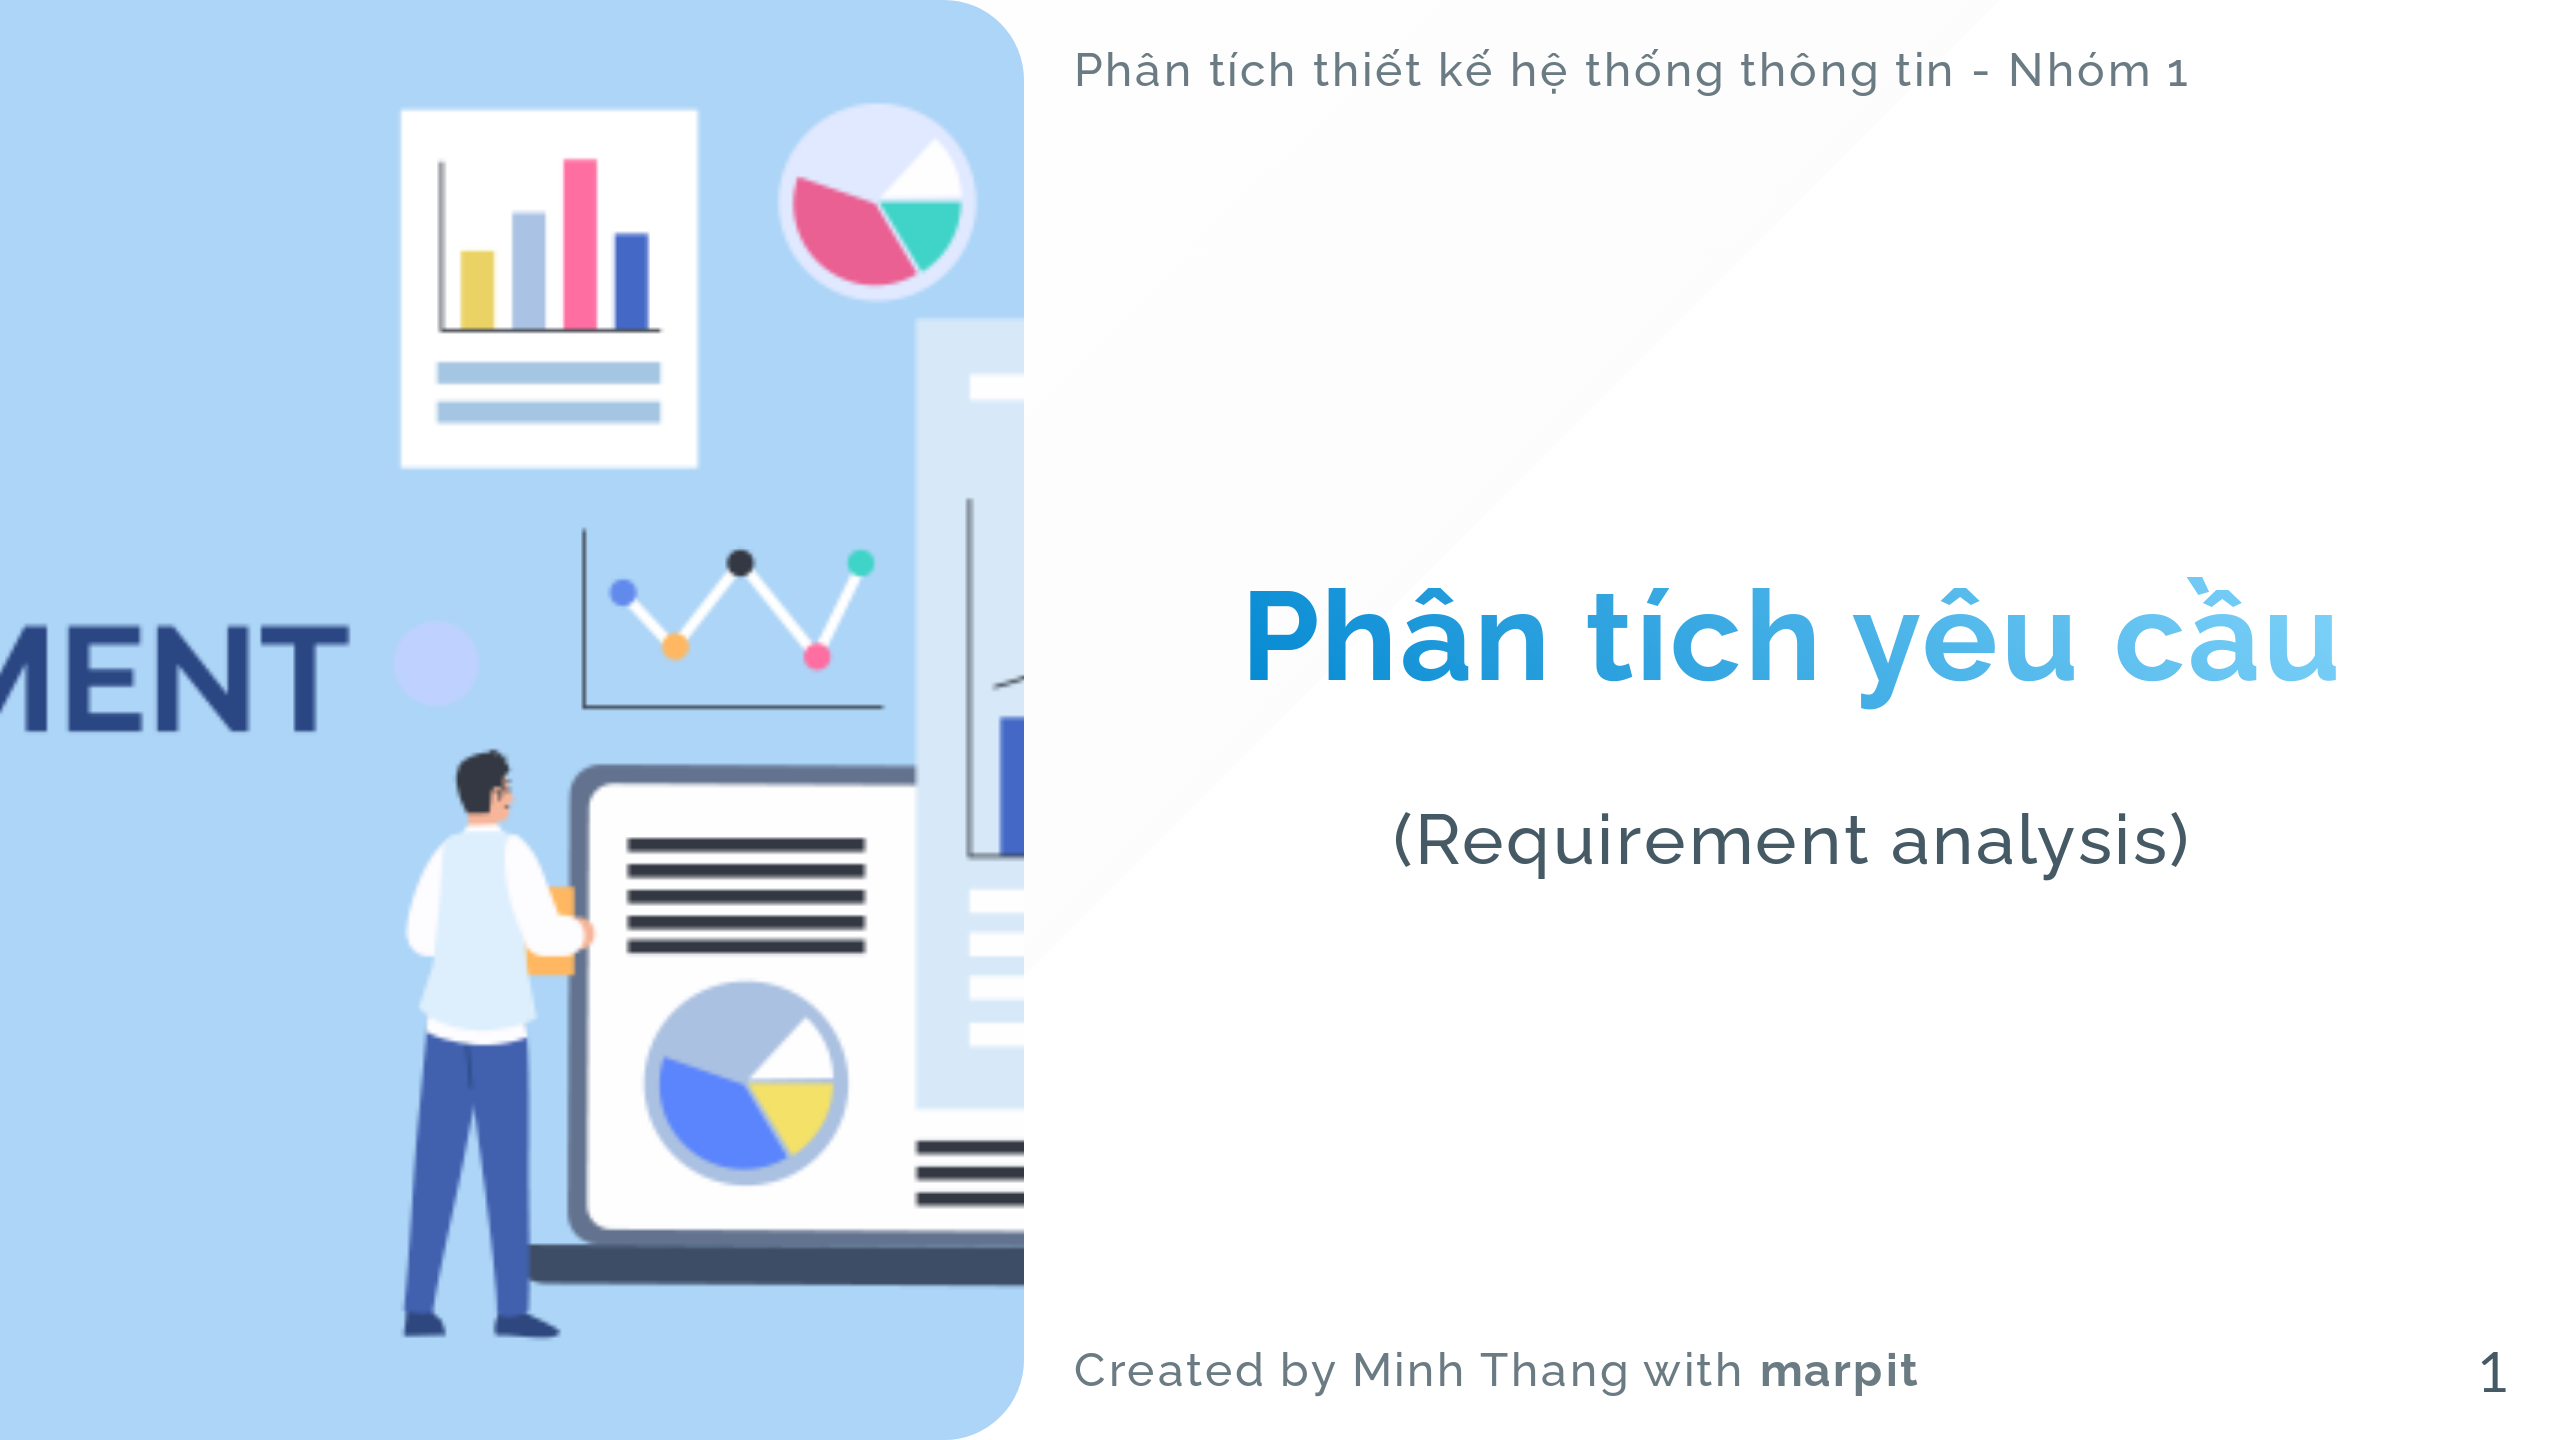 Phân tích thiết kế hệ thống thông tin - Nhóm 1
MENT
Phân tích yêu cầu
(Requirement analysis)
Created by Minh Thang with marpit
1